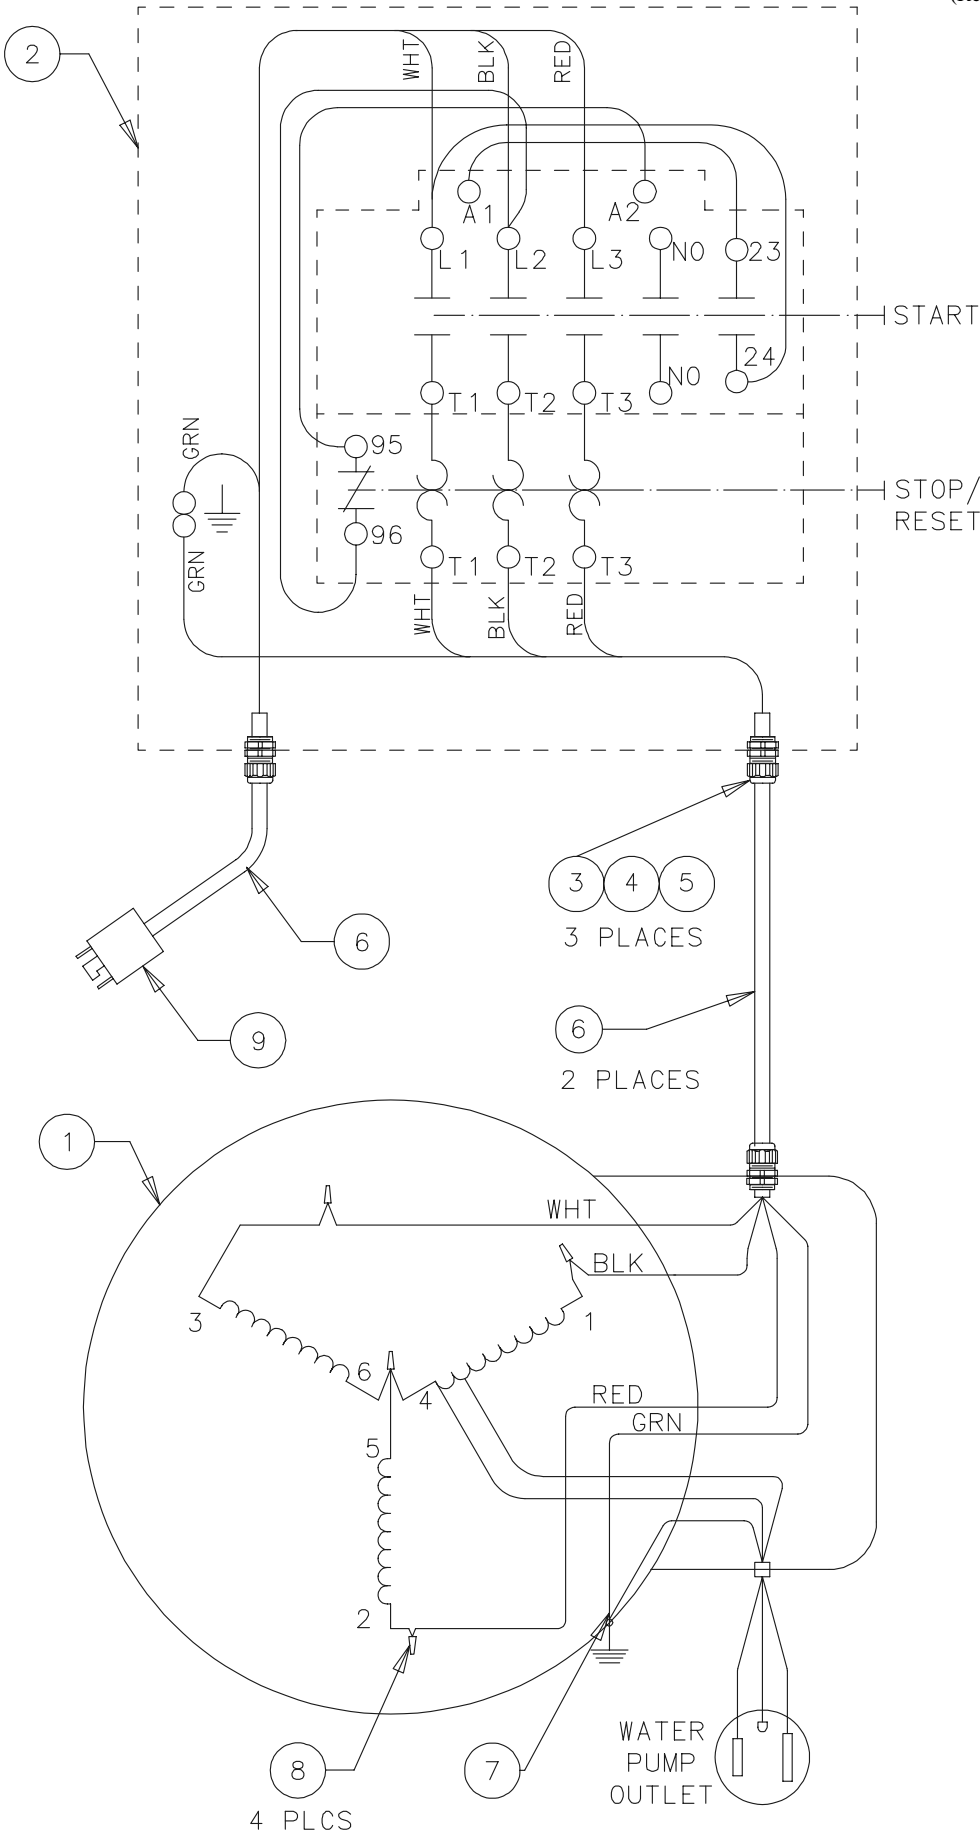 2
WHT
BLK
RED
A1
A2
L1
L2
L3
NO
23
START
24
T1
T2
T3
NO
GRN
95
STOP/
RESET
96
GRN
T1
T2
T3
WHT
BLK
RED
3 4 5
3 PLACES
6
9
6
2 PLACES
1
WHT
BLK
3
1
6
4
RED
GRN
5
2
WATER
PUMP
OUTLET
8
7
4 PLCS